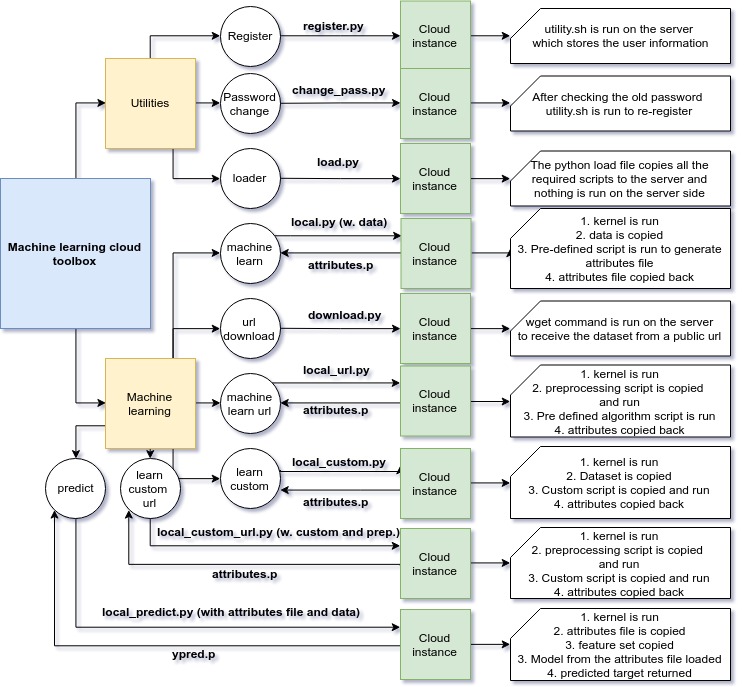 register.py
Register
Cloud
instance
utility.sh is run on the server
which stores the user information
Utilities
change_pass.py
Password
change
Cloud
instance
After checking the old password
utility.sh is run to re-register
load.py
loader
Cloud
instance
The python load file copies all the
required scripts to the server and
nothing is run on the server side
Machine learning cloud
toolbox
local.py (w. data)
machine
learn
attributes.p
Cloud
instance
1. kernel is run
2. data is copied
3. Pre-defined script is run to generate
attributes file
4. attributes file copied back
download.py
url
download
Cloud
instance
wget command is run on the server
to receive the dataset from a public url
Machine
learning
local_url.py
machine
learn url
attributes.p
Cloud
instance
1. kernel is run
2. preprocessing script is copied
and run
3. Pre defined algorithm script is run
4. attributes copied back
predict
learn
custom
url
learn
custom
local_custom.py
attributes.p
Cloud
instance
1. kernel is run
2. Dataset is copied
3. Custom script is copied and run
4. attributes copied back
local_custom_url.py (w. custom and prep.)
attributes.p
Cloud
instance
1. kernel is run
2. preprocessing script is copied
and run
3. Custom script is copied and run
4. attributes copied back
local_predict.py (with attributes file and data)
ypred.p
Cloud
instance
1. kernel is run
2. attributes file is copied
3. feature set copied
3. Model from the attributes file loaded
4. predicted target returned